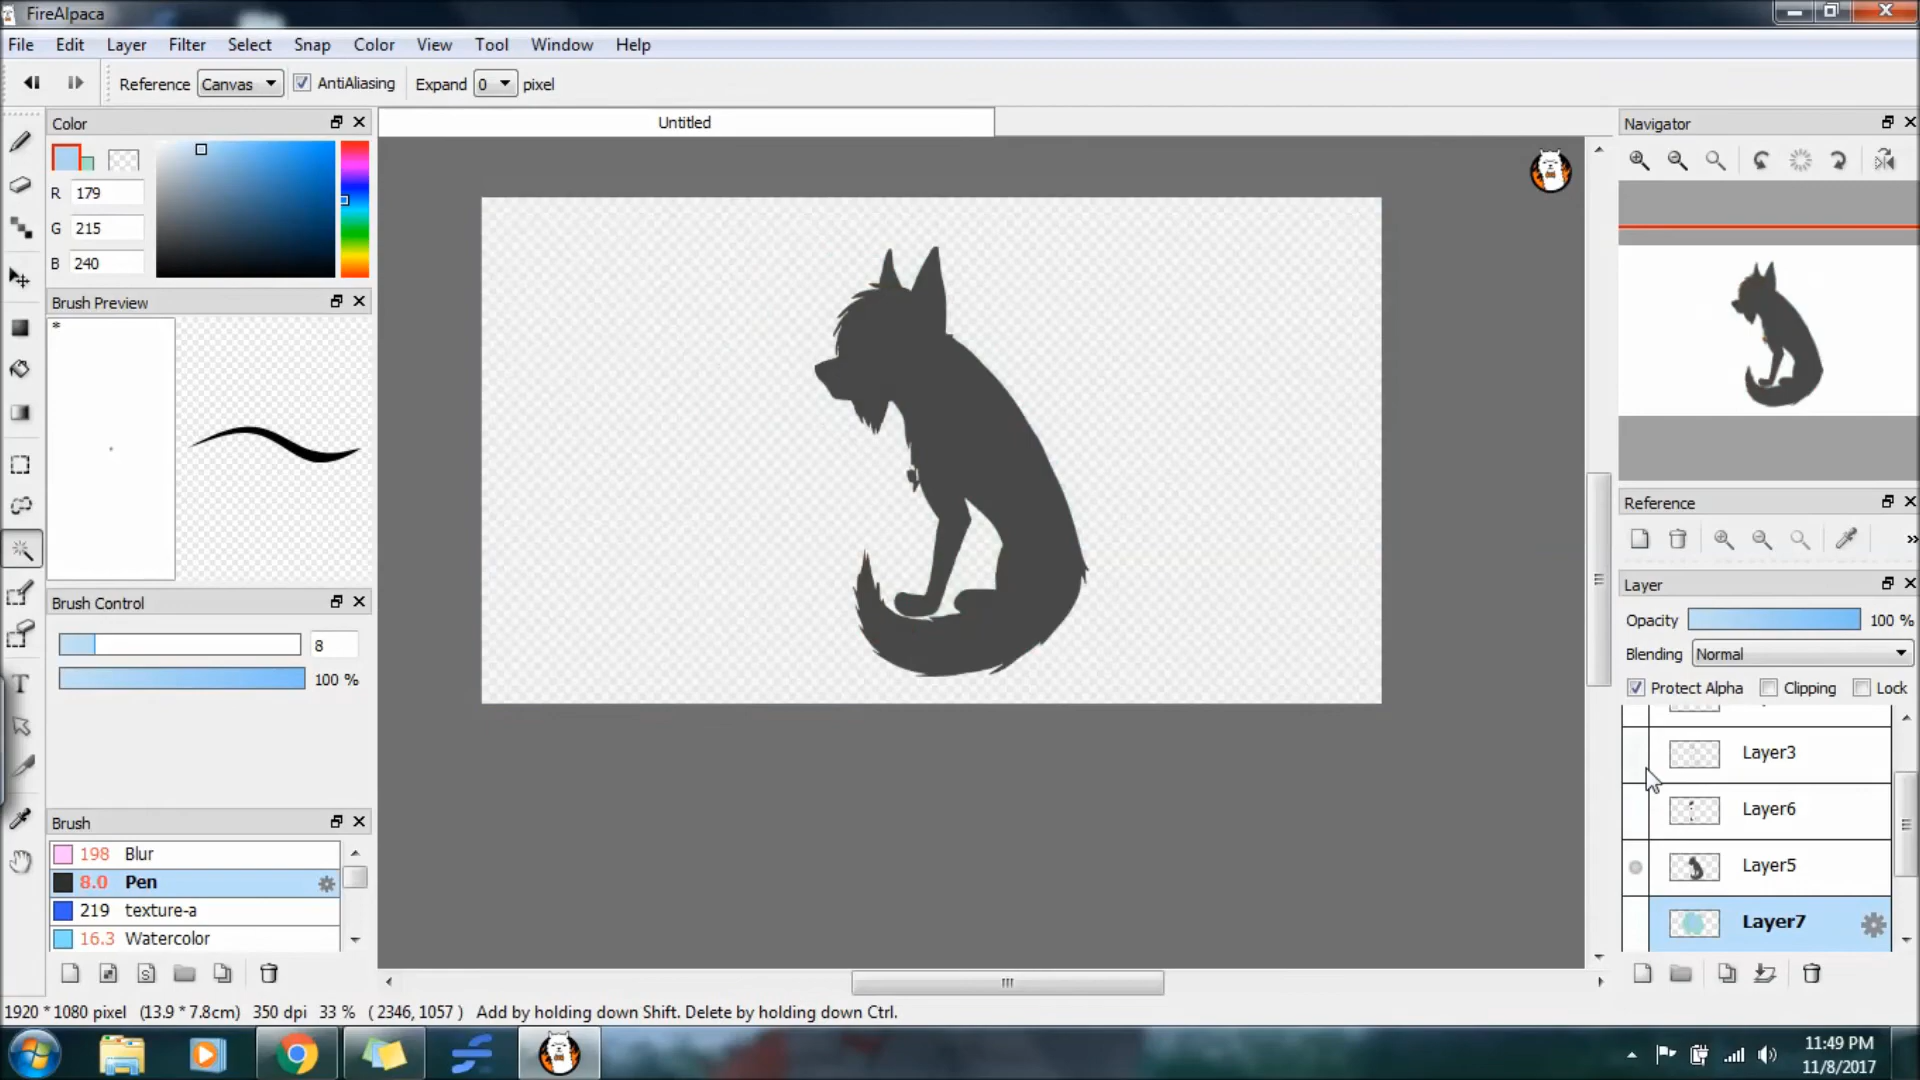 FireAlpaca
File Edit Layer Filter Select Snap Color View Tool Window Help
Reference Canvas AntiAliasing Expand 0 pixel
Color
Untitled
Navigator
R 179
G 215
B 240
Brush Preview
*
Reference
»
Layer
Brush Control
Opacity 100 %
8
Blending Normal
100 %
Protect Alpha Clipping Lock
Layer3
Layer6
Brush
198 Blur
Layer5
8.0 Pen
219 texture-a
Layer7
16.3 Watercolor
T
S
1920 * 1080 pixel (13.9 * 7.8cm) 350 dpi 33 % ( 2346, 1057 ) Add by holding down Shift. Delete by holding down Ctrl.
11:49 PM
11/8/2017